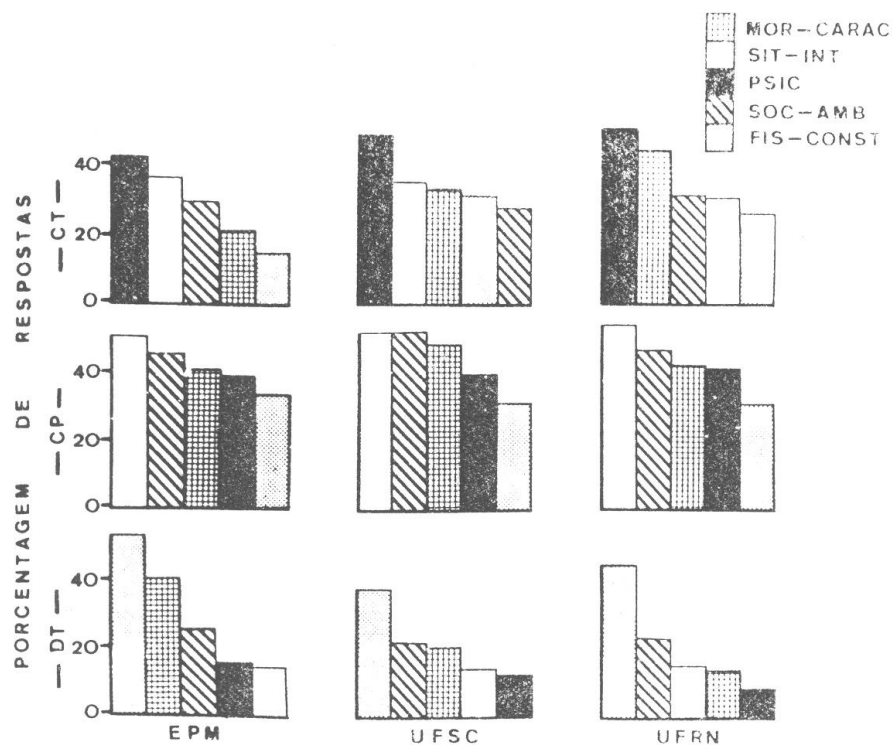 MOR-CARAC
SIT-INT
PSIC
SOC-AMB
FIS-CONST
PORCENTAGEM DE RESPOSTAS
— CT —
40
20
0
— CP —
40
20
0
— DT —
40
20
0
EPM
UFSC
UFRN